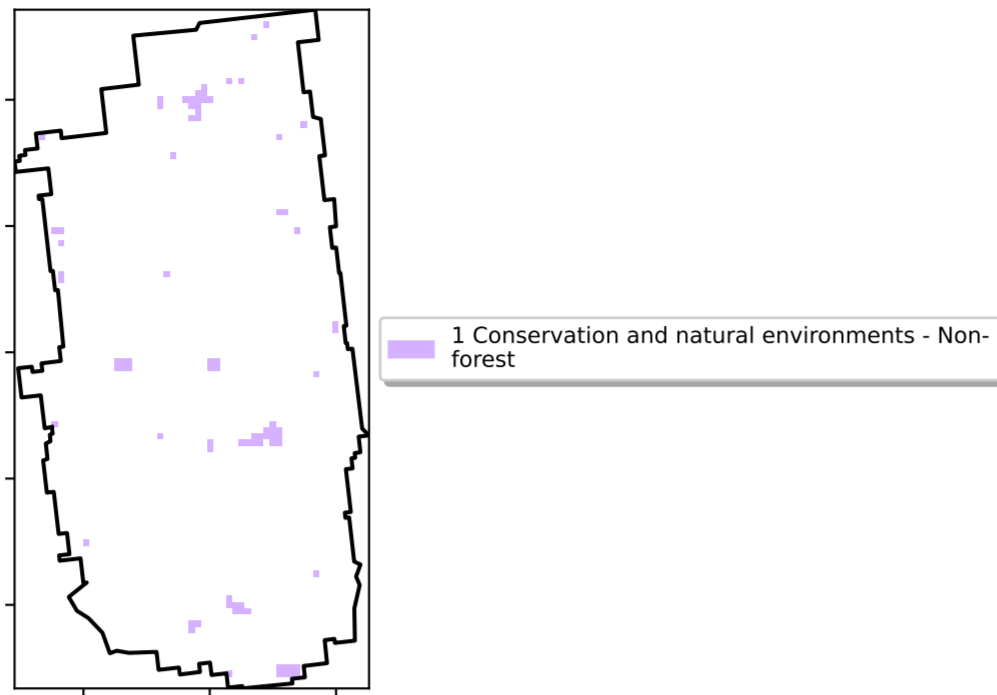 1 Conservation and natural environments - Non-
forest